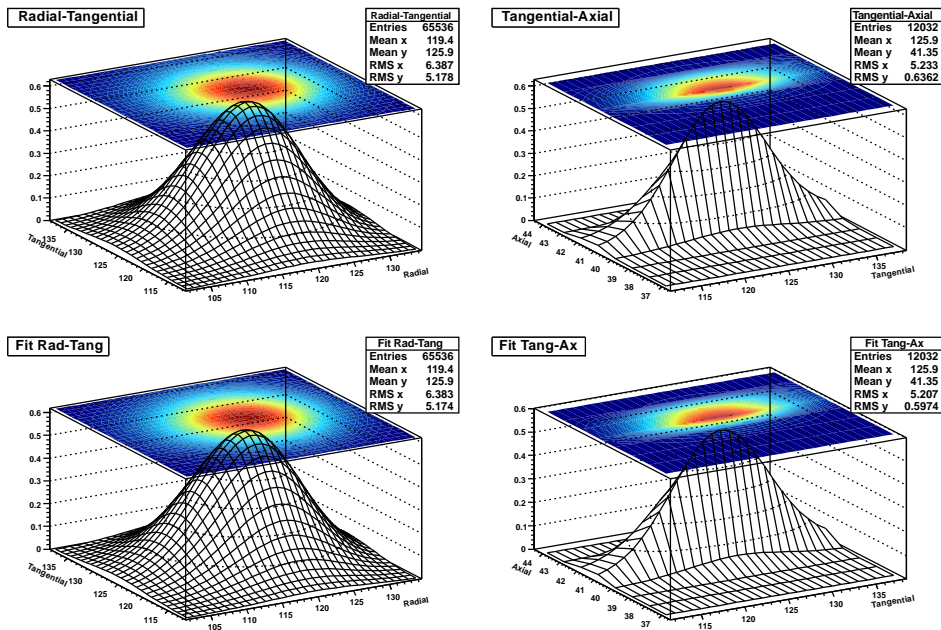 Radial-Tangential
Radial-Tangential
Entries 65536
Mean x 119.4
Mean y 125.9
RMS x 6.387
RMS y 5.178
0.6
0.5
0.4
0.3
0.2
0.1
0
135
130
125
120
115
Tangential
105
110
115
120
125
130
Radial
Tangential-Axial
Tangential-Axial
Entries 12032
Mean x 125.9
Mean y 41.35
RMS x 5.233
RMS y 0.6362
0.6
0.5
0.4
0.3
0.2
0.1
0
44
43
42
41
40
39
38
37
Axial
115
120
125
130
135
Tangential
Fit Rad-Tang
Fit Rad-Tang
Entries 65536
Mean x 119.4
Mean y 125.9
RMS x 6.383
RMS y 5.174
0.6
0.5
0.4
0.3
0.2
0.1
0
135
130
125
120
115
Tangential
105
110
115
120
125
130
Radial
Fit Tang-Ax
Fit Tang-Ax
Entries 12032
Mean x 125.9
Mean y 41.35
RMS x 5.207
RMS y 0.5974
0.6
0.5
0.4
0.3
0.2
0.1
0
44
43
42
41
40
39
38
37
Axial
115
120
125
130
135
Tangential